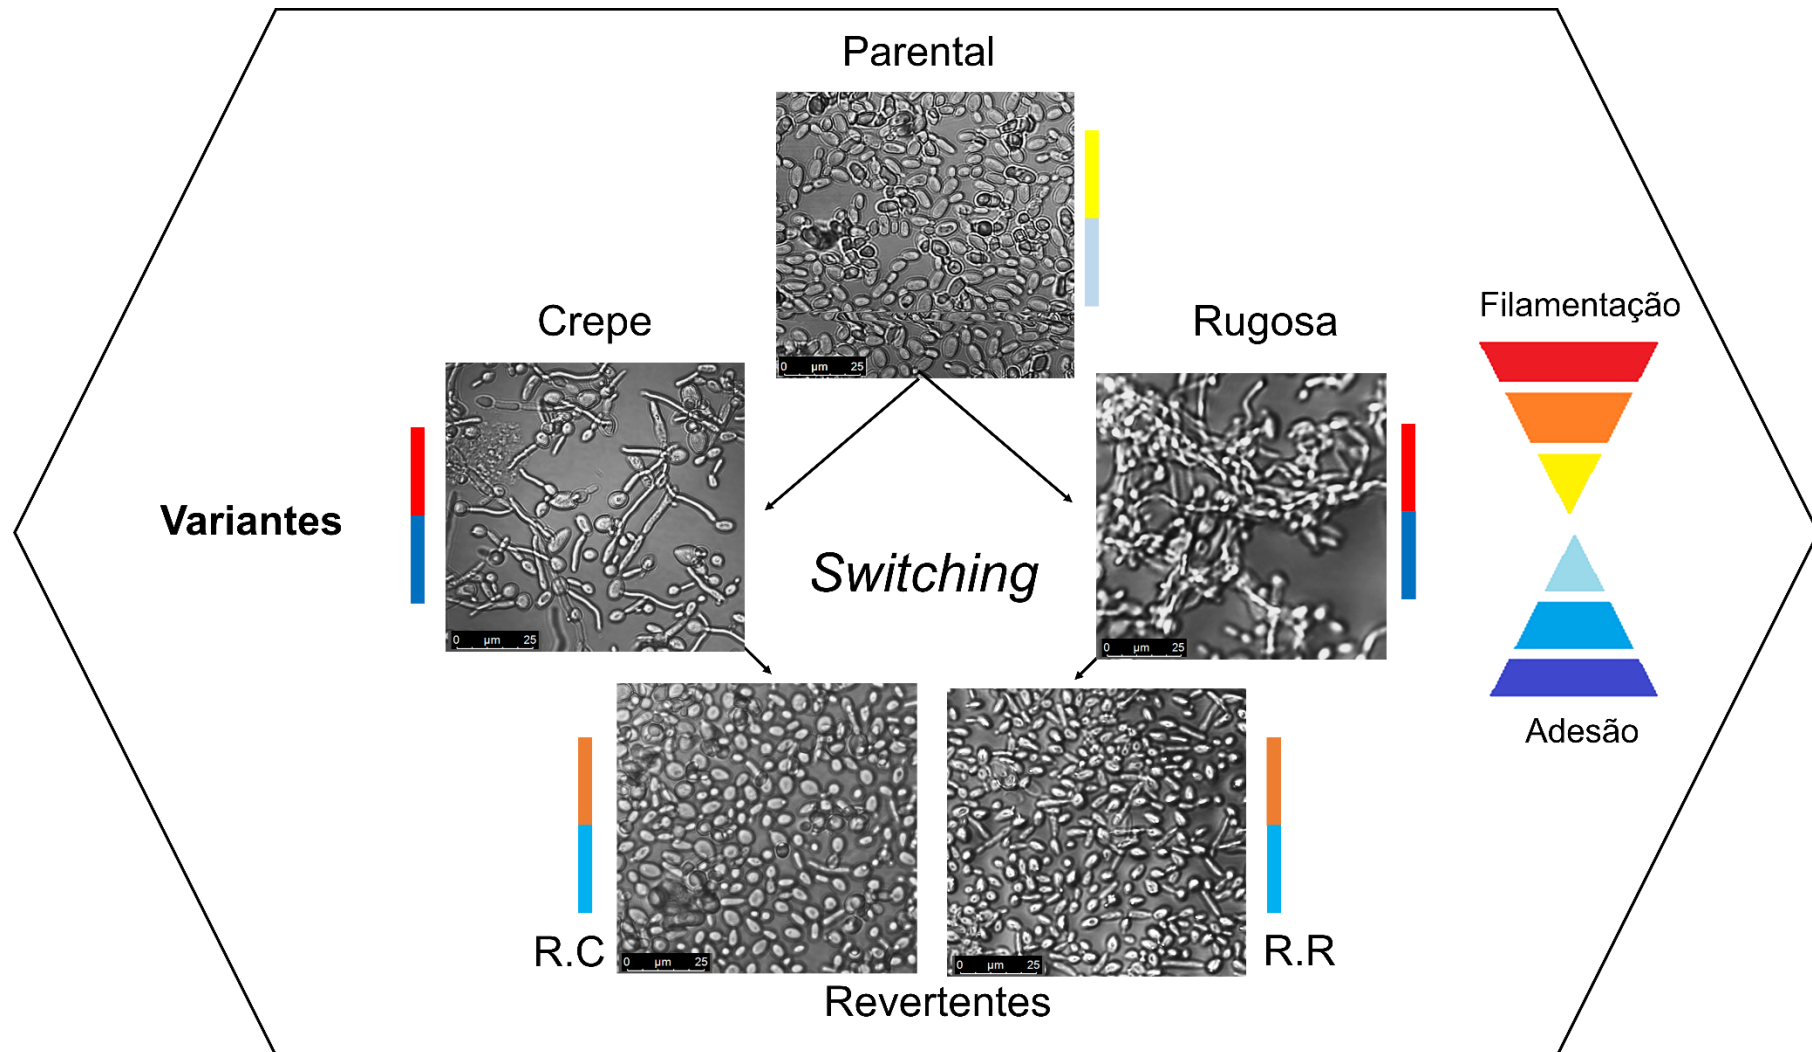 Parental
0 µm 25
Crepe
0 µm 25
Rugosa
0 µm 25
Filamentação
Variantes
Switching
Adesão
R.C
0 µm 25
0 µm 25
R.R
Revertentes